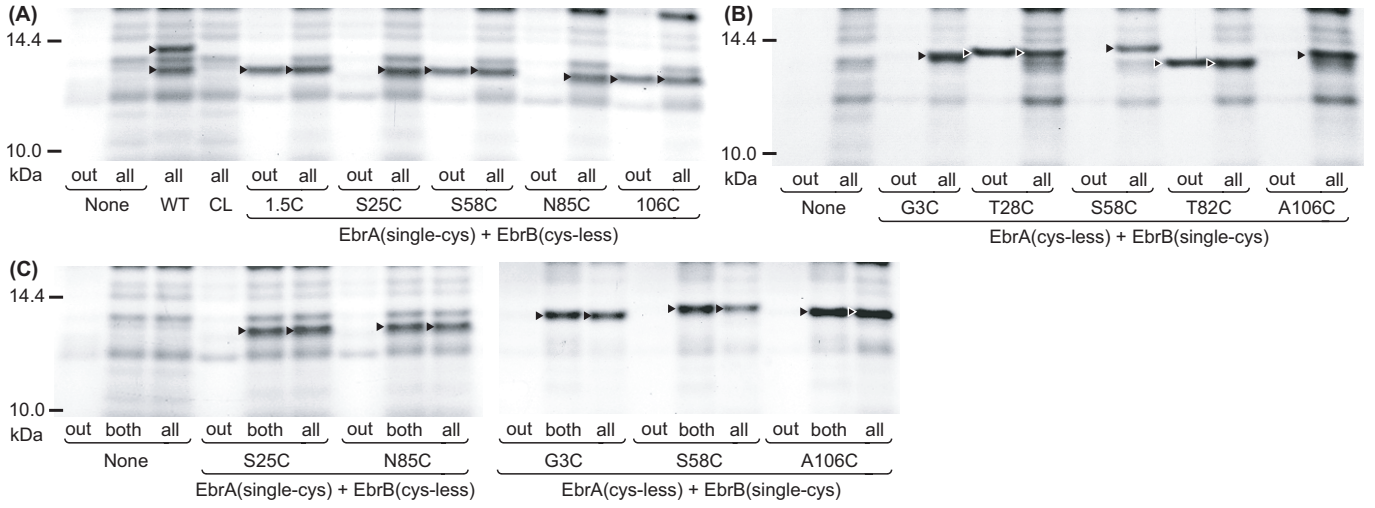 (A)
14.4
10.0
kDa
out all all all out all out all out all out all out all
None WT CL 1.5C S25C S58C N85C 106C
EbrA(single-cys) + EbrB(cys-less)
(B)
14.4
10.0
kDa
out all out all out all out all out all out all
None G3C T28C S58C T82C A106C
EbrA(cys-less) + EbrB(single-cys)
(C)
14.4
10.0
kDa
out both all out both all out both all
None S25C N85C
EbrA(single-cys) + EbrB(cys-less)
out both all out both all out both all
G3C S58C A106C
EbrA(cys-less) + EbrB(single-cys)